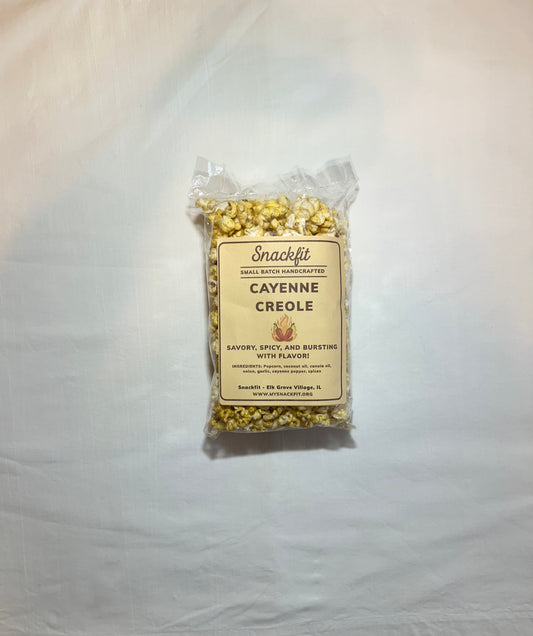 Snackfit
SMALL BATCH HANDCRAFTED
CAYENNE
CREOLE
SAVORY, SPICY, AND BURSTING
WITH FLAVOR!
INGREDIENTS: Popcorn, coconut oil, canola oil,
onion, garlic, cayenne pepper, spices
Snackfit - Elk Grove Village, IL
WWW.MYSNACKFIT.ORG